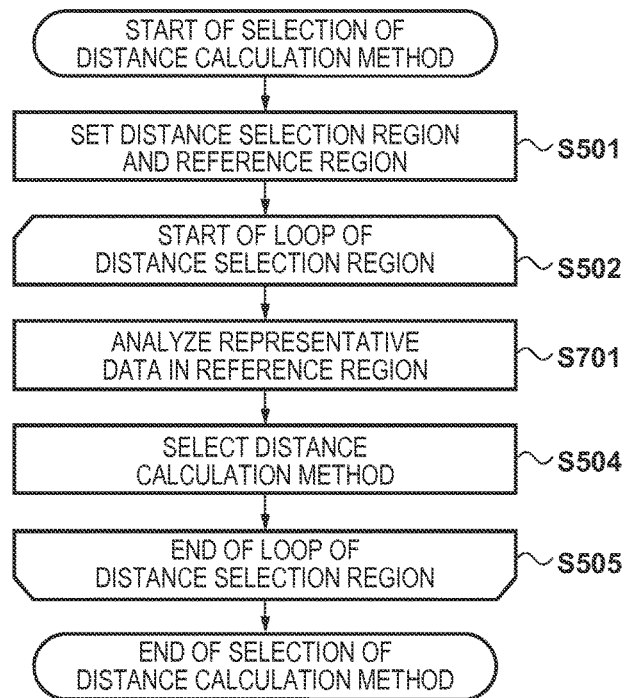 START OF SELECTION OF
DISTANCE CALCULATION METHOD
SET DISTANCE SELECTION REGION
AND REFERENCE REGION
S501
START OF LOOP OF
DISTANCE SELECTION REGION
S502
ANALYZE REPRESENTATIVE
DATA IN REFERENCE REGION
S701
SELECT DISTANCE
CALCULATION METHOD
S504
END OF LOOP OF
DISTANCE SELECTION REGION
S505
END OF SELECTION OF
DISTANCE CALCULATION METHOD